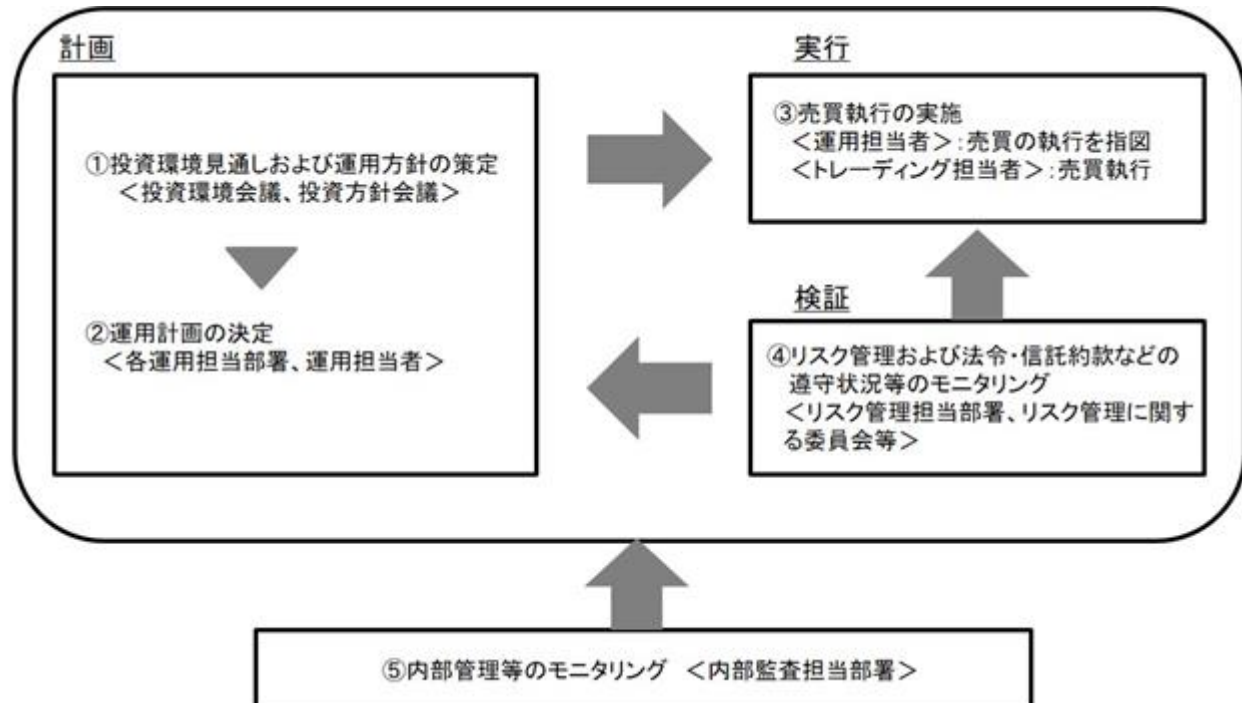 計画
①投資環境見通しおよび運用方針の策定
＜投資環境会議、投資方針会議＞
②運用計画の決定
＜各運用担当部署、運用担当者＞
実行
③売買執行の実施
＜運用担当者＞：売買の執行を指図
＜トレーディング担当者＞：売買執行
検証
④リスク管理および法令・信託約款などの
遵守状況等のモニタリング
＜リスク管理担当部署、リスク管理に関す
る委員会等＞
⑤内部管理等のモニタリング ＜内部監査担当部署＞